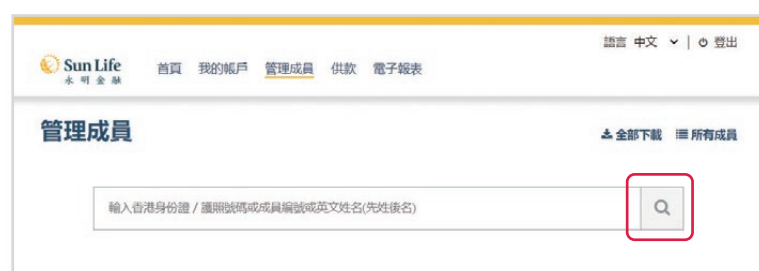 語言 中文 | 登出
Sun Life
永明金融
首頁 我的帳戶 管理成員 供款 電子報表
管理成員
全部下載 所有成員
輸入香港身份證 / 護照號碼或成員編號或英文姓名(先姓後名)